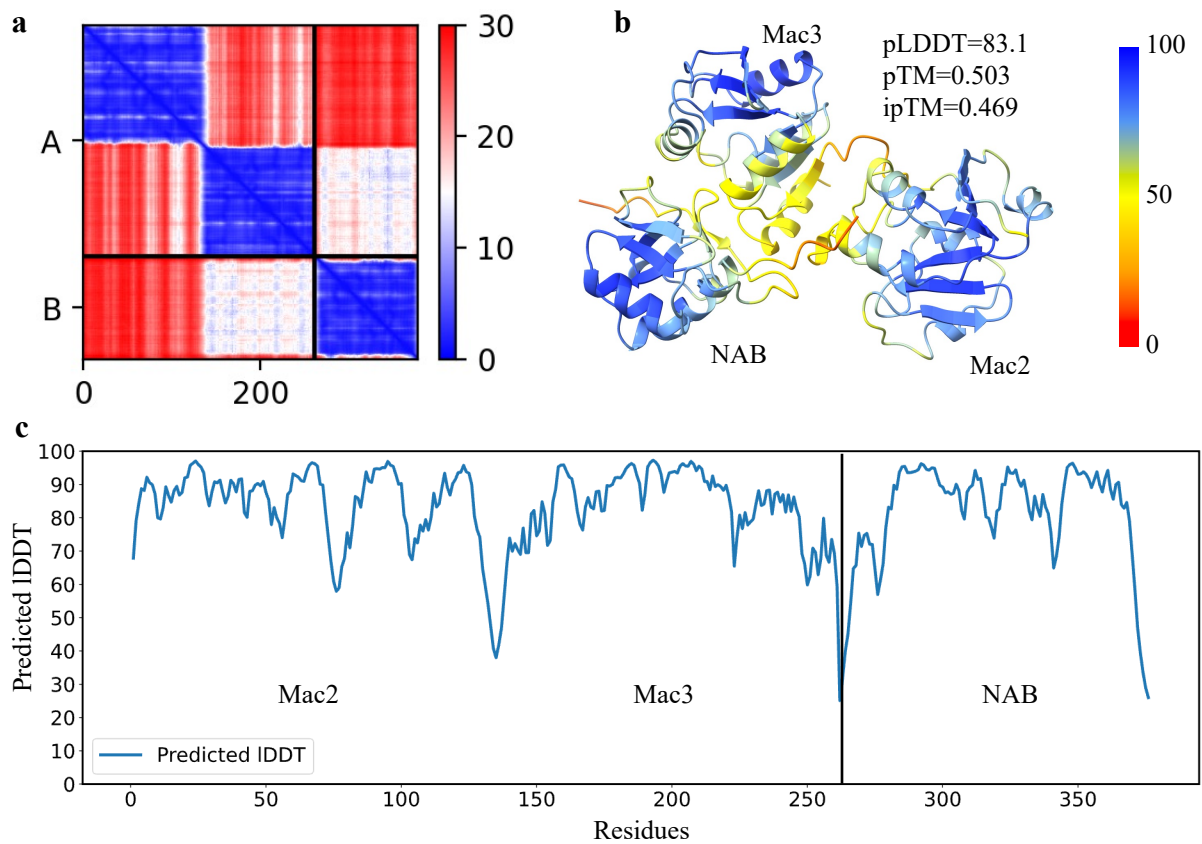 a
A
B
0 200
30
20
10
0
b
Mac3
pLDDT=83.1
pTM=0.503
ipTM=0.469
NAB
Mac2
100
50
0
c
Predicted lDDT
100
90
80
70
60
50
40
30
20
10
0
Mac2 Mac3 NAB
Predicted lDDT
0 50 100 150 200 250 300 350
Residues